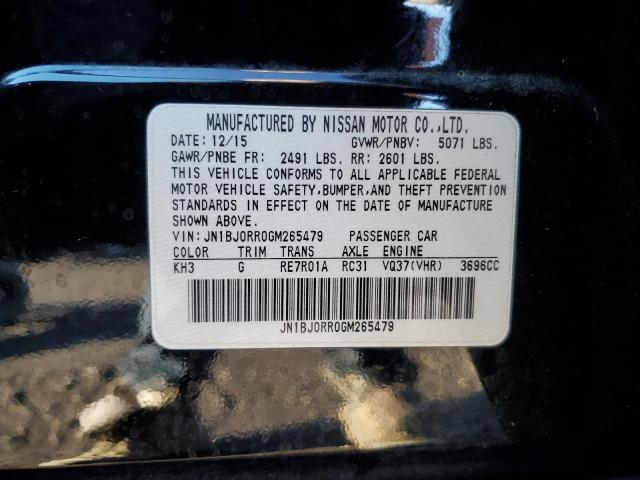 MANUFACTURED BY NISSAN MOTOR CO.,LTD.
DATE: 12/15 GVWR/PNBV: 5071 LBS.
GAWR/PNBE FR: 2491 LBS. RR: 2601 LBS.
THIS VEHICLE CONFORMS TO ALL APPLICABLE FEDERAL
MOTOR VEHICLE SAFETY,BUMPER,AND THEFT PREVENTION
STANDARDS IN EFFECT ON THE DATE OF MANUFACTURE
SHOWN ABOVE.
VIN: JN1BJ0RR0GM265479 PASSENGER CAR
COLOR TRIM TRANS AXLE ENGINE
KH3 G RE7R01A RC31 VQ37(VHR) 3696CC
JN1BJ0RR0GM265479